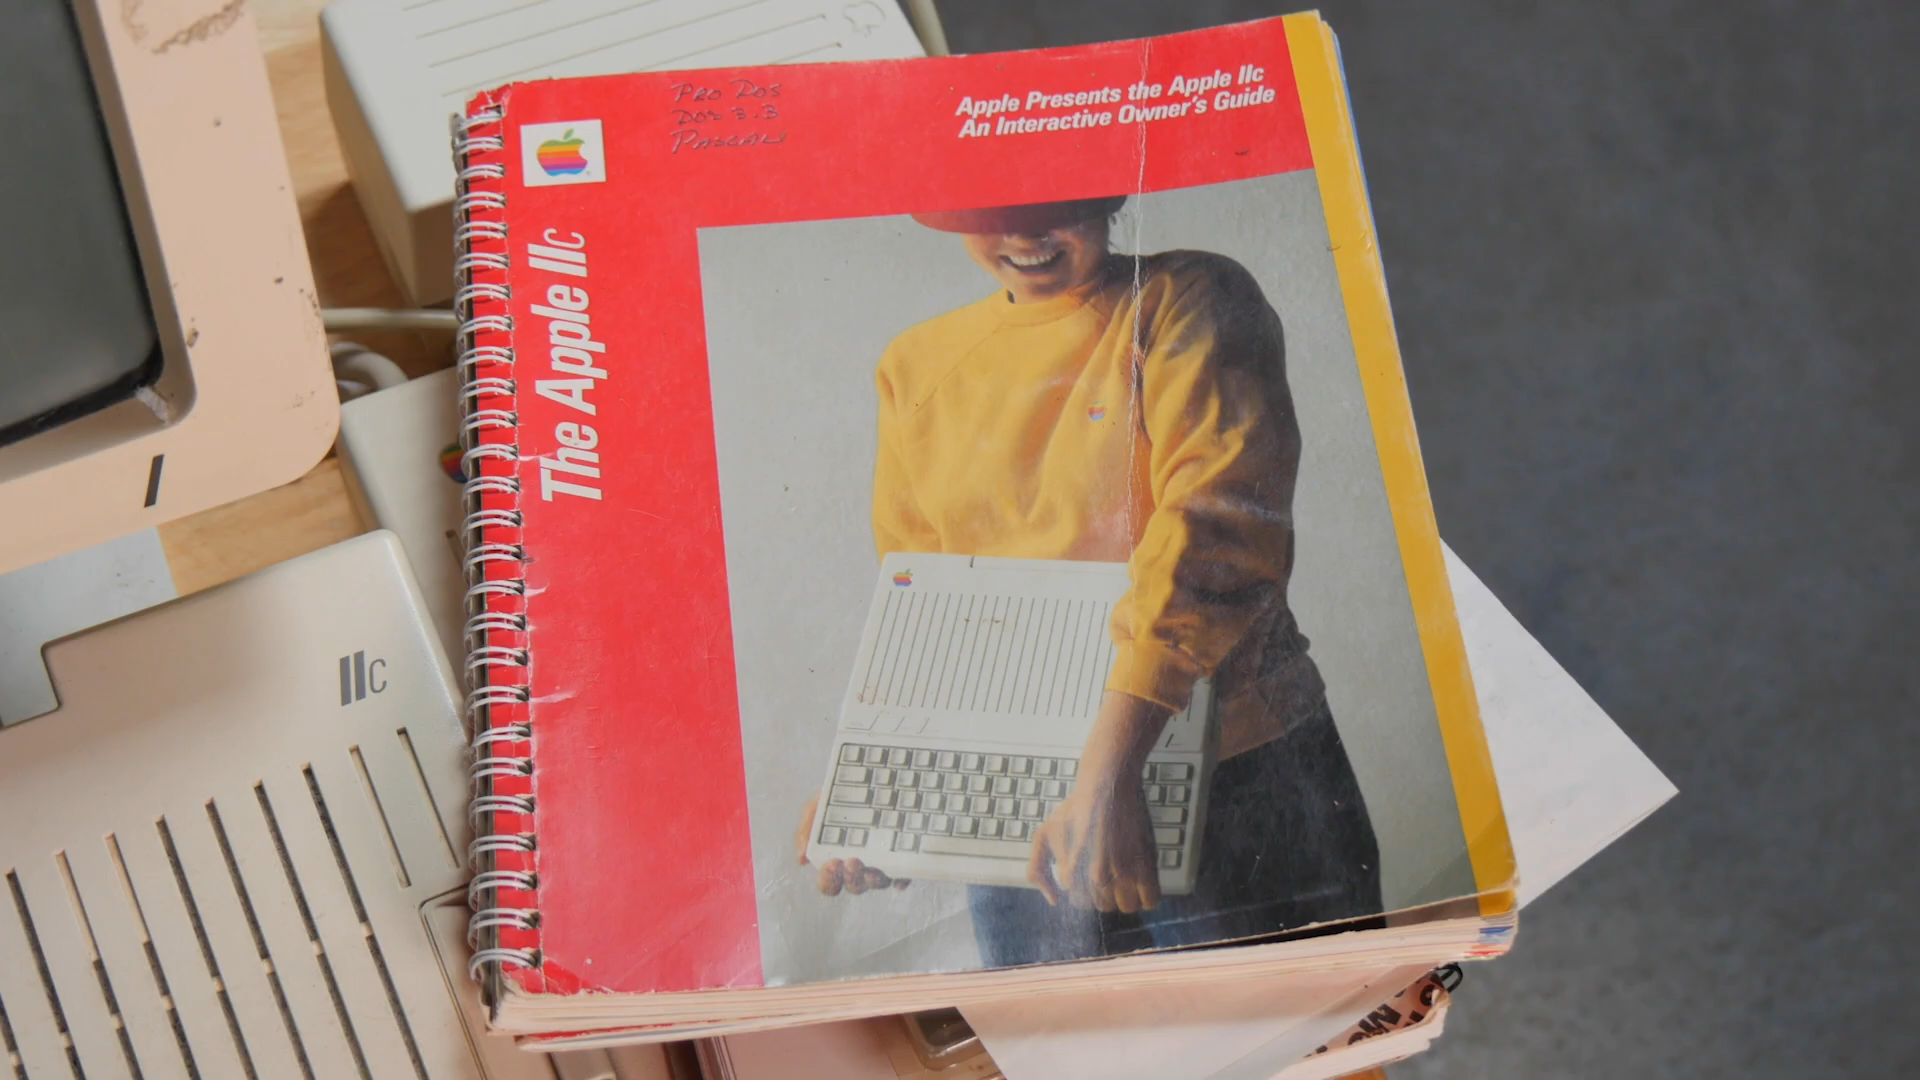 PRO DOS
DOS 3.3
PASCAL
Apple Presents the Apple IIc
An Interactive Owner's Guide
The Apple IIc
IIc